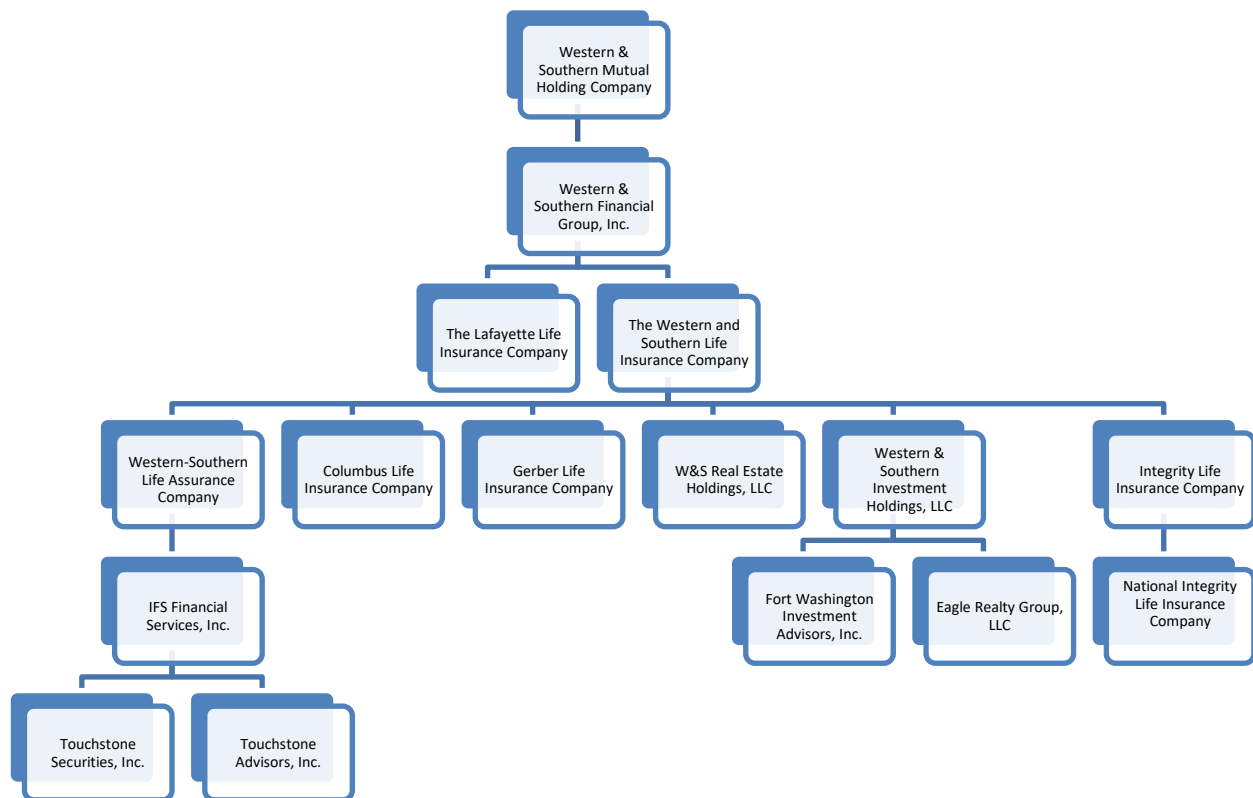 Western &
Southern Mutual
Holding Company
Western &
Southern Financial
Group, Inc.
The Lafayette Life
Insurance Company
The Western and
Southern Life
Insurance Company
Western-Southern
Life Assurance
Company
Columbus Life
Insurance Company
Gerber Life
Insurance Company
W&S Real Estate
Holdings, LLC
Western &
Southern
Investment
Holdings, LLC
Integrity Life
Insurance Company
IFS Financial
Services, Inc.
Fort Washington
Investment
Advisors, Inc.
Eagle Realty Group,
LLC
National Integrity
Life Insurance
Company
Touchstone
Securities, Inc.
Touchstone
Advisors, Inc.